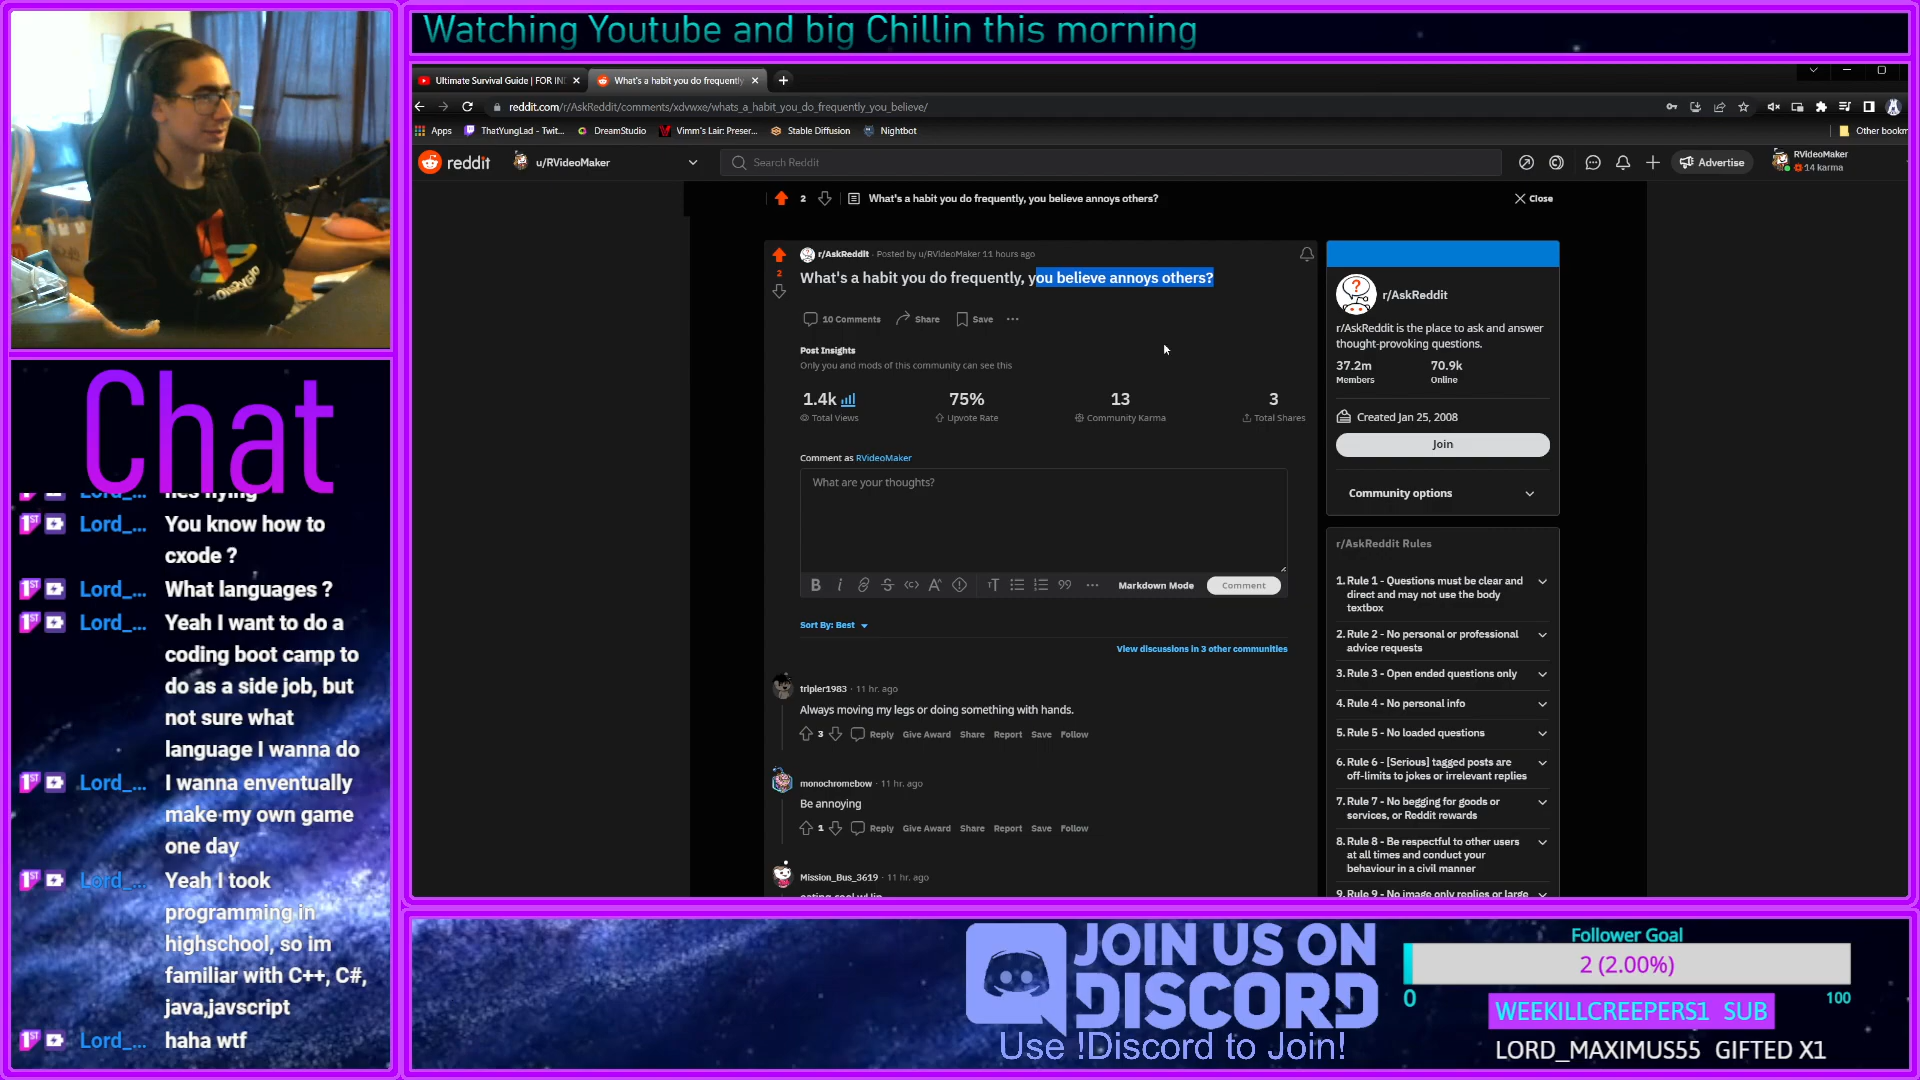 Watching Youtube and big Chillin this morning
Ultimate Survival Guide | FOR IN
What's a habit you do frequently
reddit.com/r/AskReddit/comments/xdvwxe/whats_a_habit_you_do_frequently_you_believe/
Apps
ThatYungLad - Twit...
DreamStudio
Vimm's Lair: Preser...
Stable Diffusion
Nightbot
Other bookm
reddit
u/RVideoMaker
Search Reddit
Advertise
RVideoMaker
14 karma
2
What's a habit you do frequently, you believe annoys others?
Close
r/AskReddit · Posted by u/RVideoMaker 11 hours ago
2
What's a habit you do frequently, you believe annoys others?
10 Comments
Share
Save
Post Insights
Only you and mods of this community can see this
1.4k
Total Views
75%
Upvote Rate
13
Community Karma
3
Total Shares
Comment as RVideoMaker
What are your thoughts?
Markdown Mode
Comment
Sort By: Best
View discussions in 3 other communities
tripler1983 · 11 hr. ago
Always moving my legs or doing something with hands.
3
Reply
Give Award
Share
Report
Save
Follow
monochromebow · 11 hr. ago
Be annoying
1
Reply
Give Award
Share
Report
Save
Follow
Mission_Bus_3619 · 11 hr. ago
r/AskReddit
r/AskReddit is the place to ask and answer
thought-provoking questions.
37.2m
Members
70.9k
Online
Created Jan 25, 2008
Join
Community options
r/AskReddit Rules
1. Rule 1 - Questions must be clear and
direct and may not use the body
textbox
2. Rule 2 - No personal or professional
advice requests
3. Rule 3 - Open ended questions only
4. Rule 4 - No personal info
5. Rule 5 - No loaded questions
6. Rule 6 - [Serious] tagged posts are
off-limits to jokes or irrelevant replies
7. Rule 7 - No begging for goods or
services, or Reddit rewards
8. Rule 8 - Be respectful to other users
at all times and conduct your
behaviour in a civil manner
9. Rule 9 - No image only replies or large
Chat
Lord_...
You know how to
cxode ?
Lord_...
What languages ?
Lord_...
Yeah I want to do a
coding boot camp to
do as a side job, but
not sure what
language I wanna do
Lord_...
I wanna enventually
make my own game
one day
Lord_...
Yeah I took
programming in
highschool, so im
familiar with C++, C#,
java,javscript
Lord_...
haha wtf
JOIN US ON
DISCORD
Use !Discord to Join!
Follower Goal
2 (2.00%)
0
100
WEEKILLCREEPERS1 SUB
LORD_MAXIMUS55 GIFTED X1